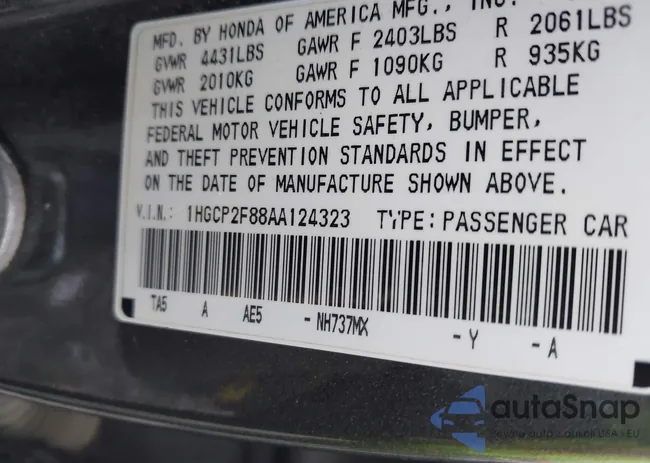 MFD. BY HONDA OF AMERICA MFG., INC.
GVWR 4431LBS GAWR F 2403LBS R 2061LBS
GVWR 2010KG GAWR F 1090KG R 935KG
THIS VEHICLE CONFORMS TO ALL APPLICABLE
FEDERAL MOTOR VEHICLE SAFETY, BUMPER,
AND THEFT PREVENTION STANDARDS IN EFFECT
ON THE DATE OF MANUFACTURE SHOWN ABOVE.
V.I.N.: 1HGCP2F88AA124323 TYPE: PASSENGER CAR
TA5 A AE5 -NH737MX -Y -A
autaSnap